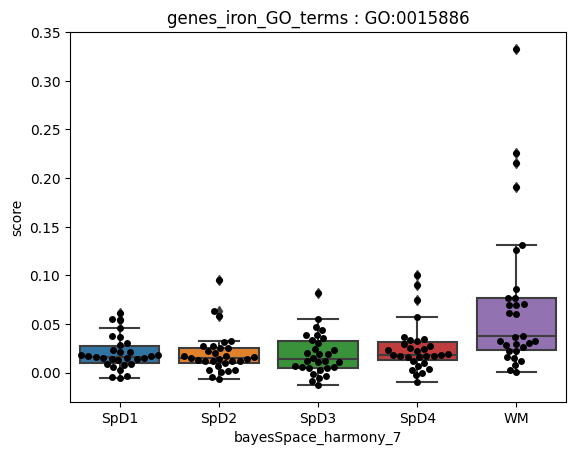 genes_iron_GO_terms : GO:0015886
0.35
0.30
0.25
0.20
0.15
0.10
0.05
0.00
score
SpD1 SpD2 SpD3 SpD4 WM
bayesSpace_harmony_7